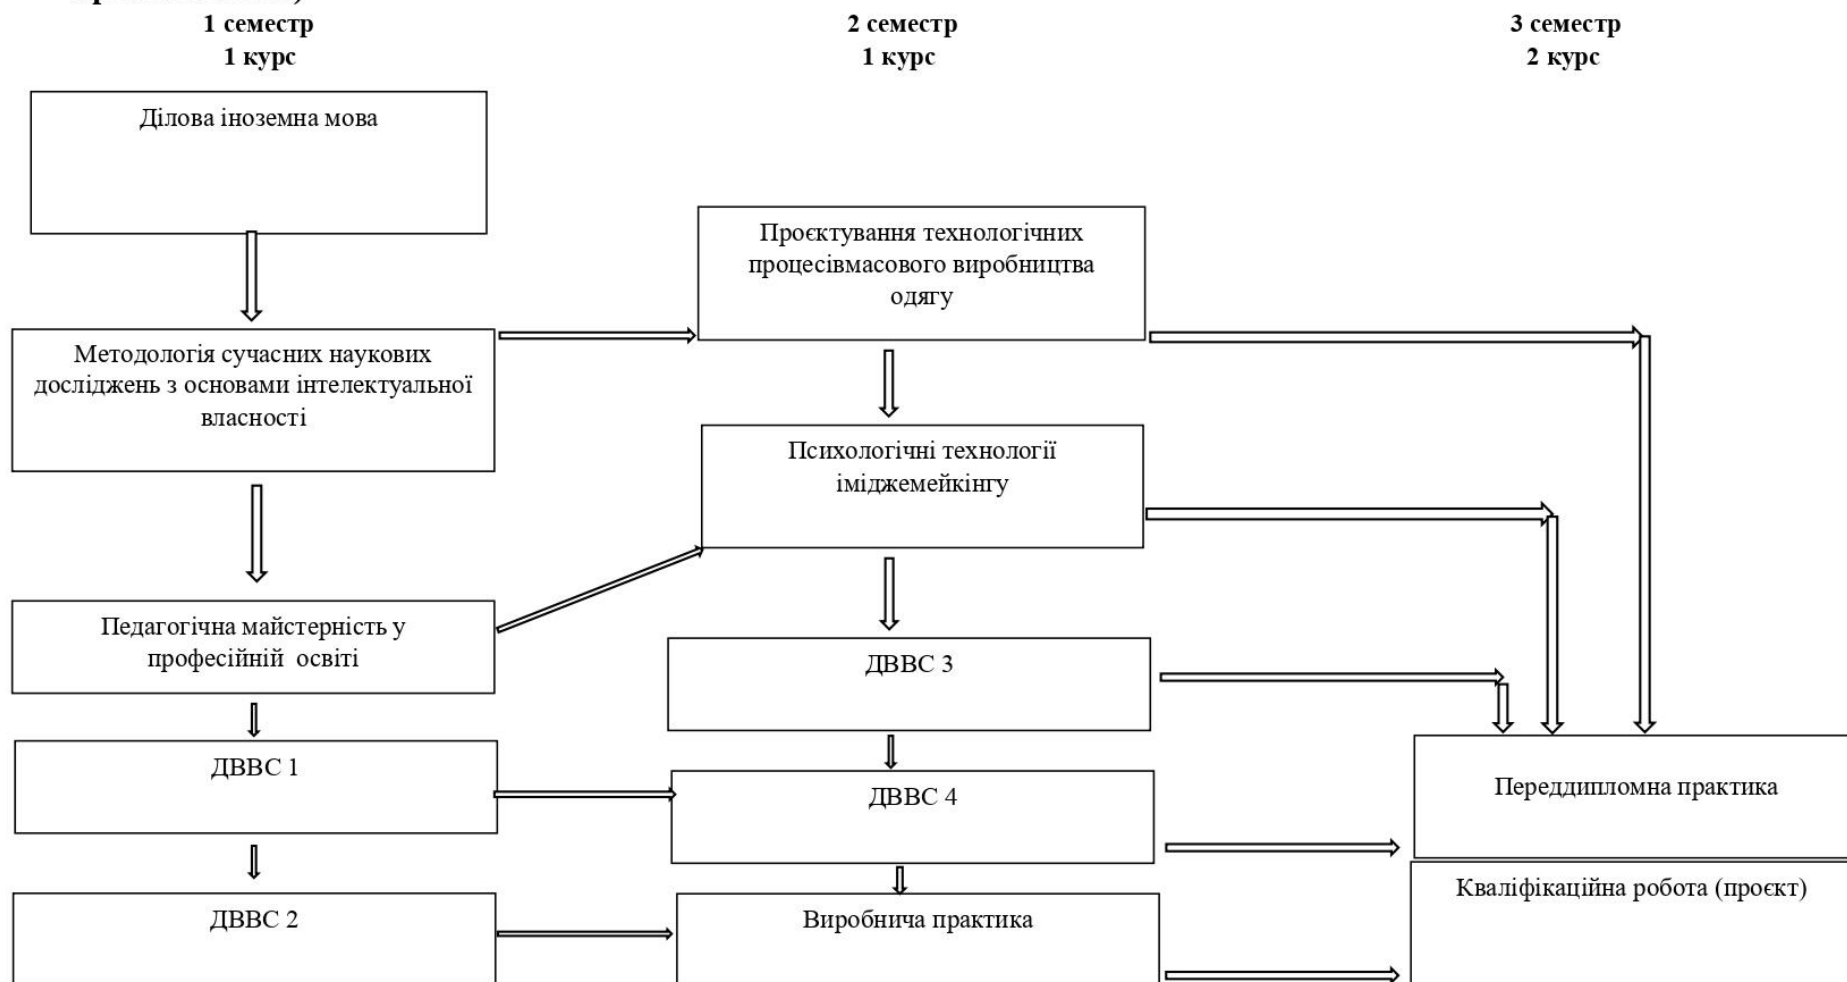 1 семестр
1 курс
2 семестр
1 курс
3 семестр
2 курс
Ділова іноземна мова
Методологія сучасних наукових
досліджень з основами інтелектуальної
власності
Педагогічна майстерність у
професійній освіті
ДВВС 1
ДВВС 2
Проєктування технологічних
процесівмасового виробництва
одягу
Психологічні технології
іміджемейкінгу
ДВВС 3
ДВВС 4
Виробнича практика
Переддипломна практика
Кваліфікаційна робота (проєкт)